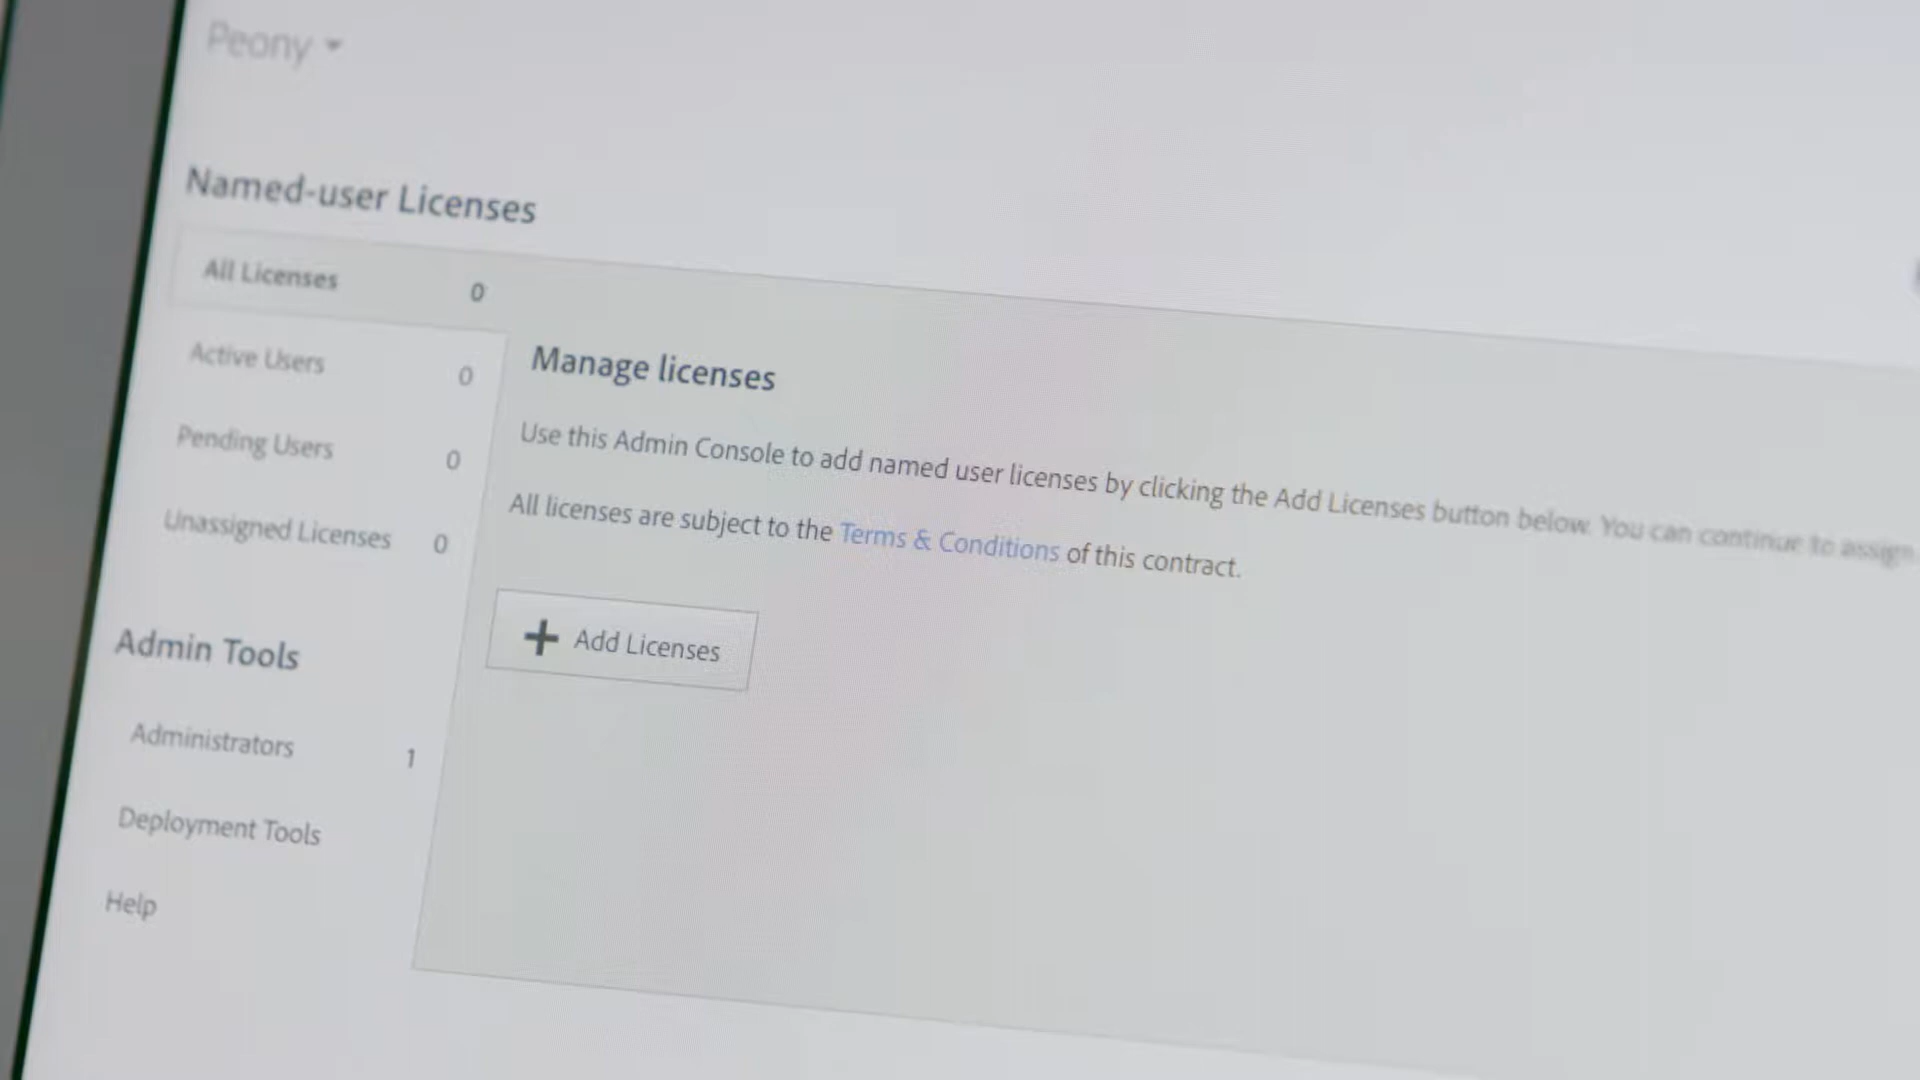 Peony
Named-user Licenses
All Licenses 0
Active Users 0
Pending Users 0
Unassigned Licenses 0
Manage licenses
Use this Admin Console to add named user licenses by clicking the Add Licenses button below. You can continue to assign
All licenses are subject to the Terms & Conditions of this contract.
+ Add Licenses
Admin Tools
Administrators 1
Deployment Tools
Help